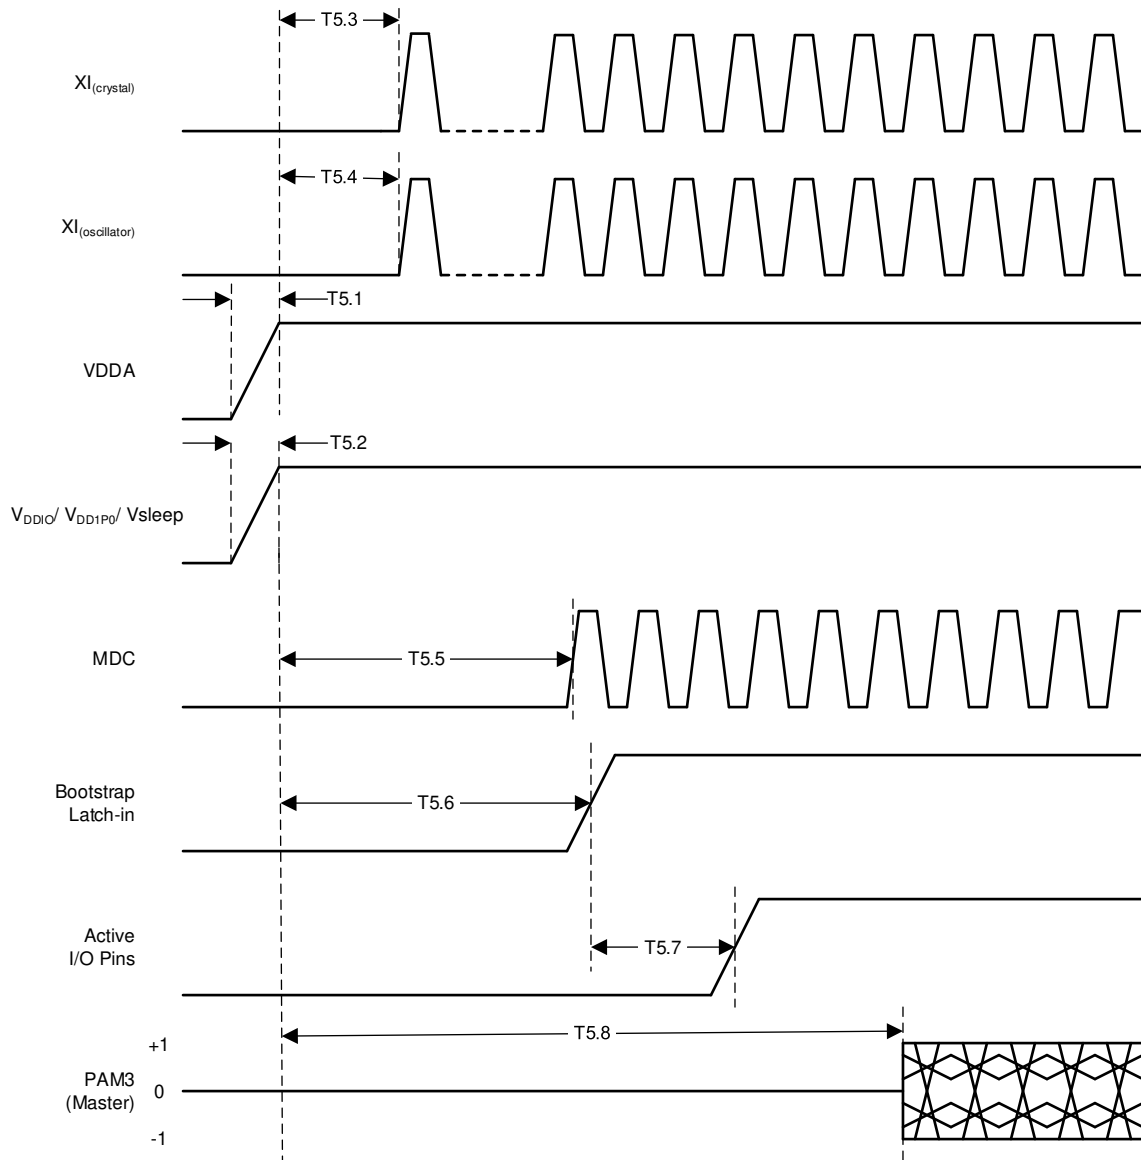 T5.3
XI(crystal)
T5.4
XI(oscillator)
T5.1
VDDA
T5.2
VDDIO/ VDD1P0/ Vsleep
MDC
T5.5
Bootstrap
Latch-in
T5.6
Active
I/O Pins
T5.7
T5.8
+1
PAM3
(Master)
0
-1